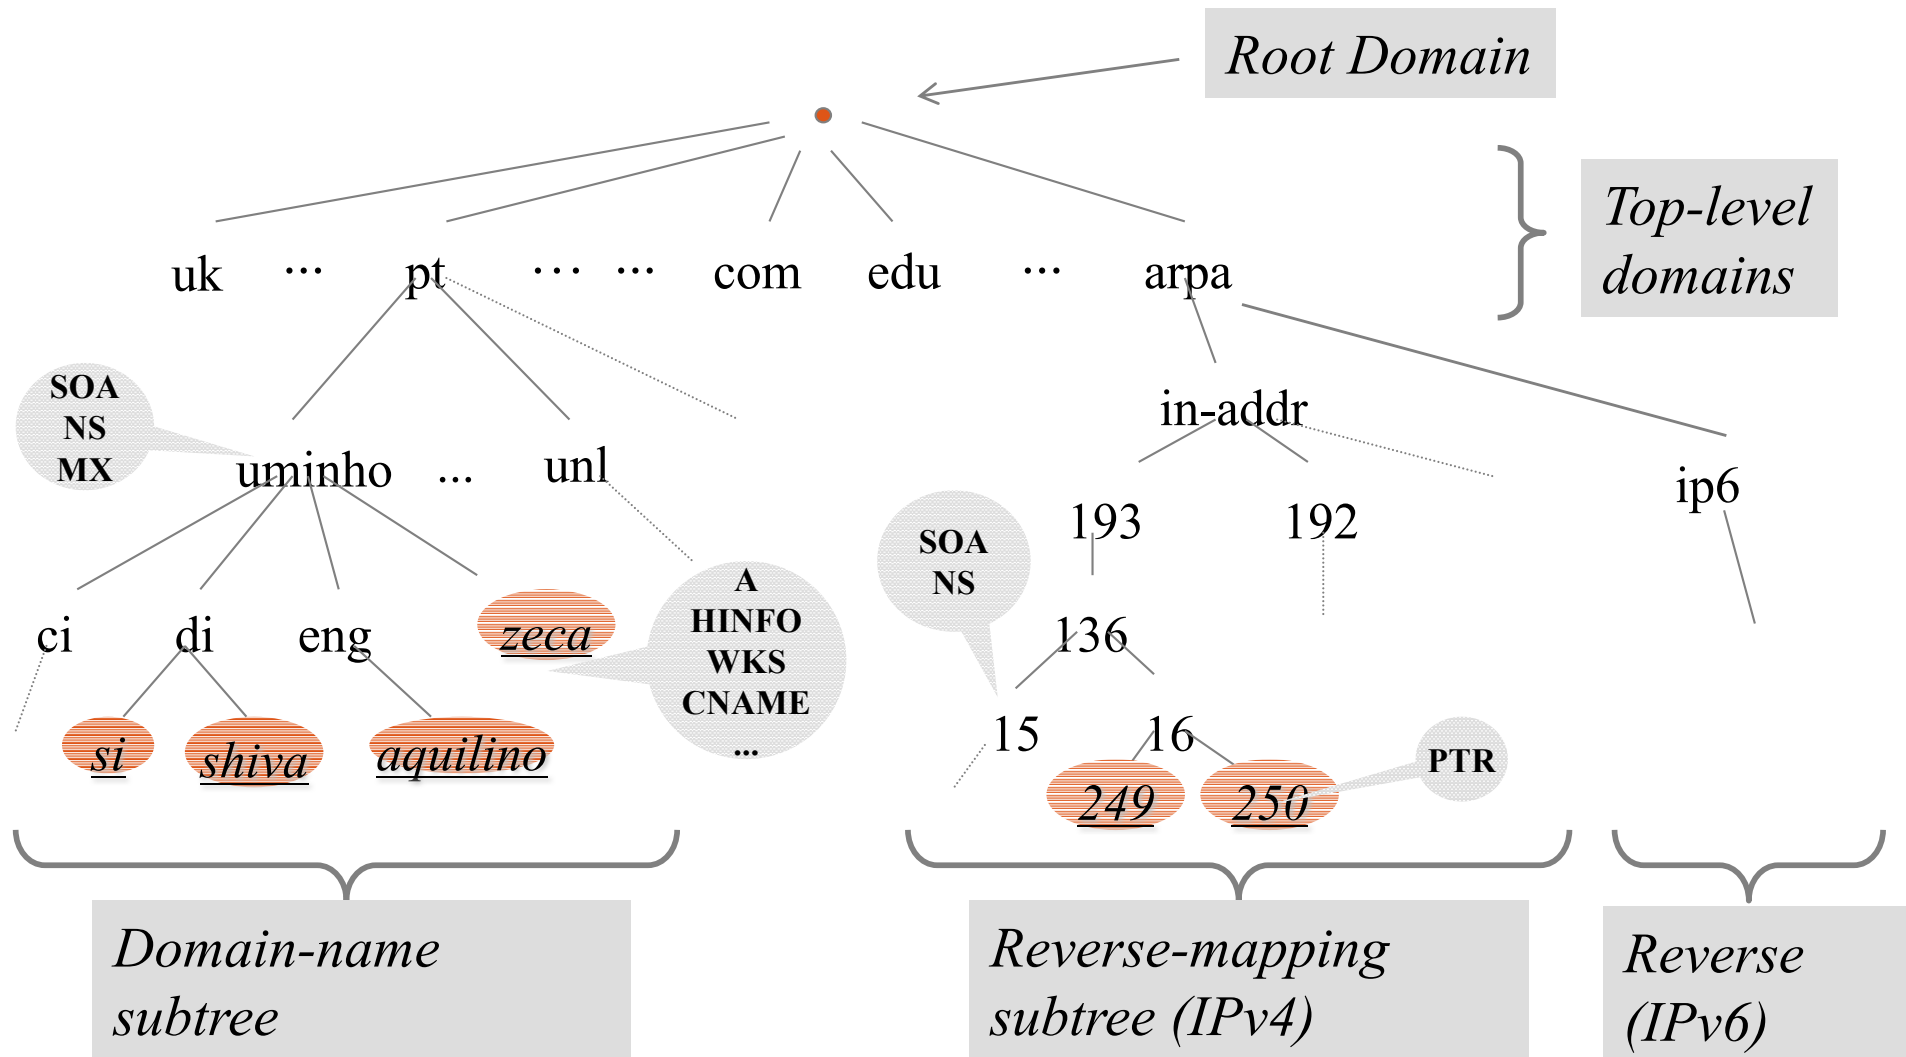 Root Domain
Top-level
domains
uk ... pt ... ... com edu ... arpa
SOA
NS
MX
in-addr
uminho ... unl
ip6
193 192
SOA
NS
A
HINFO
WKS
CNAME
...
ci di eng zeca
136
si shiva aquilino
15 16
PTR
249 250
Domain-name
subtree
Reverse-mapping
subtree (IPv4)
Reverse
(IPv6)